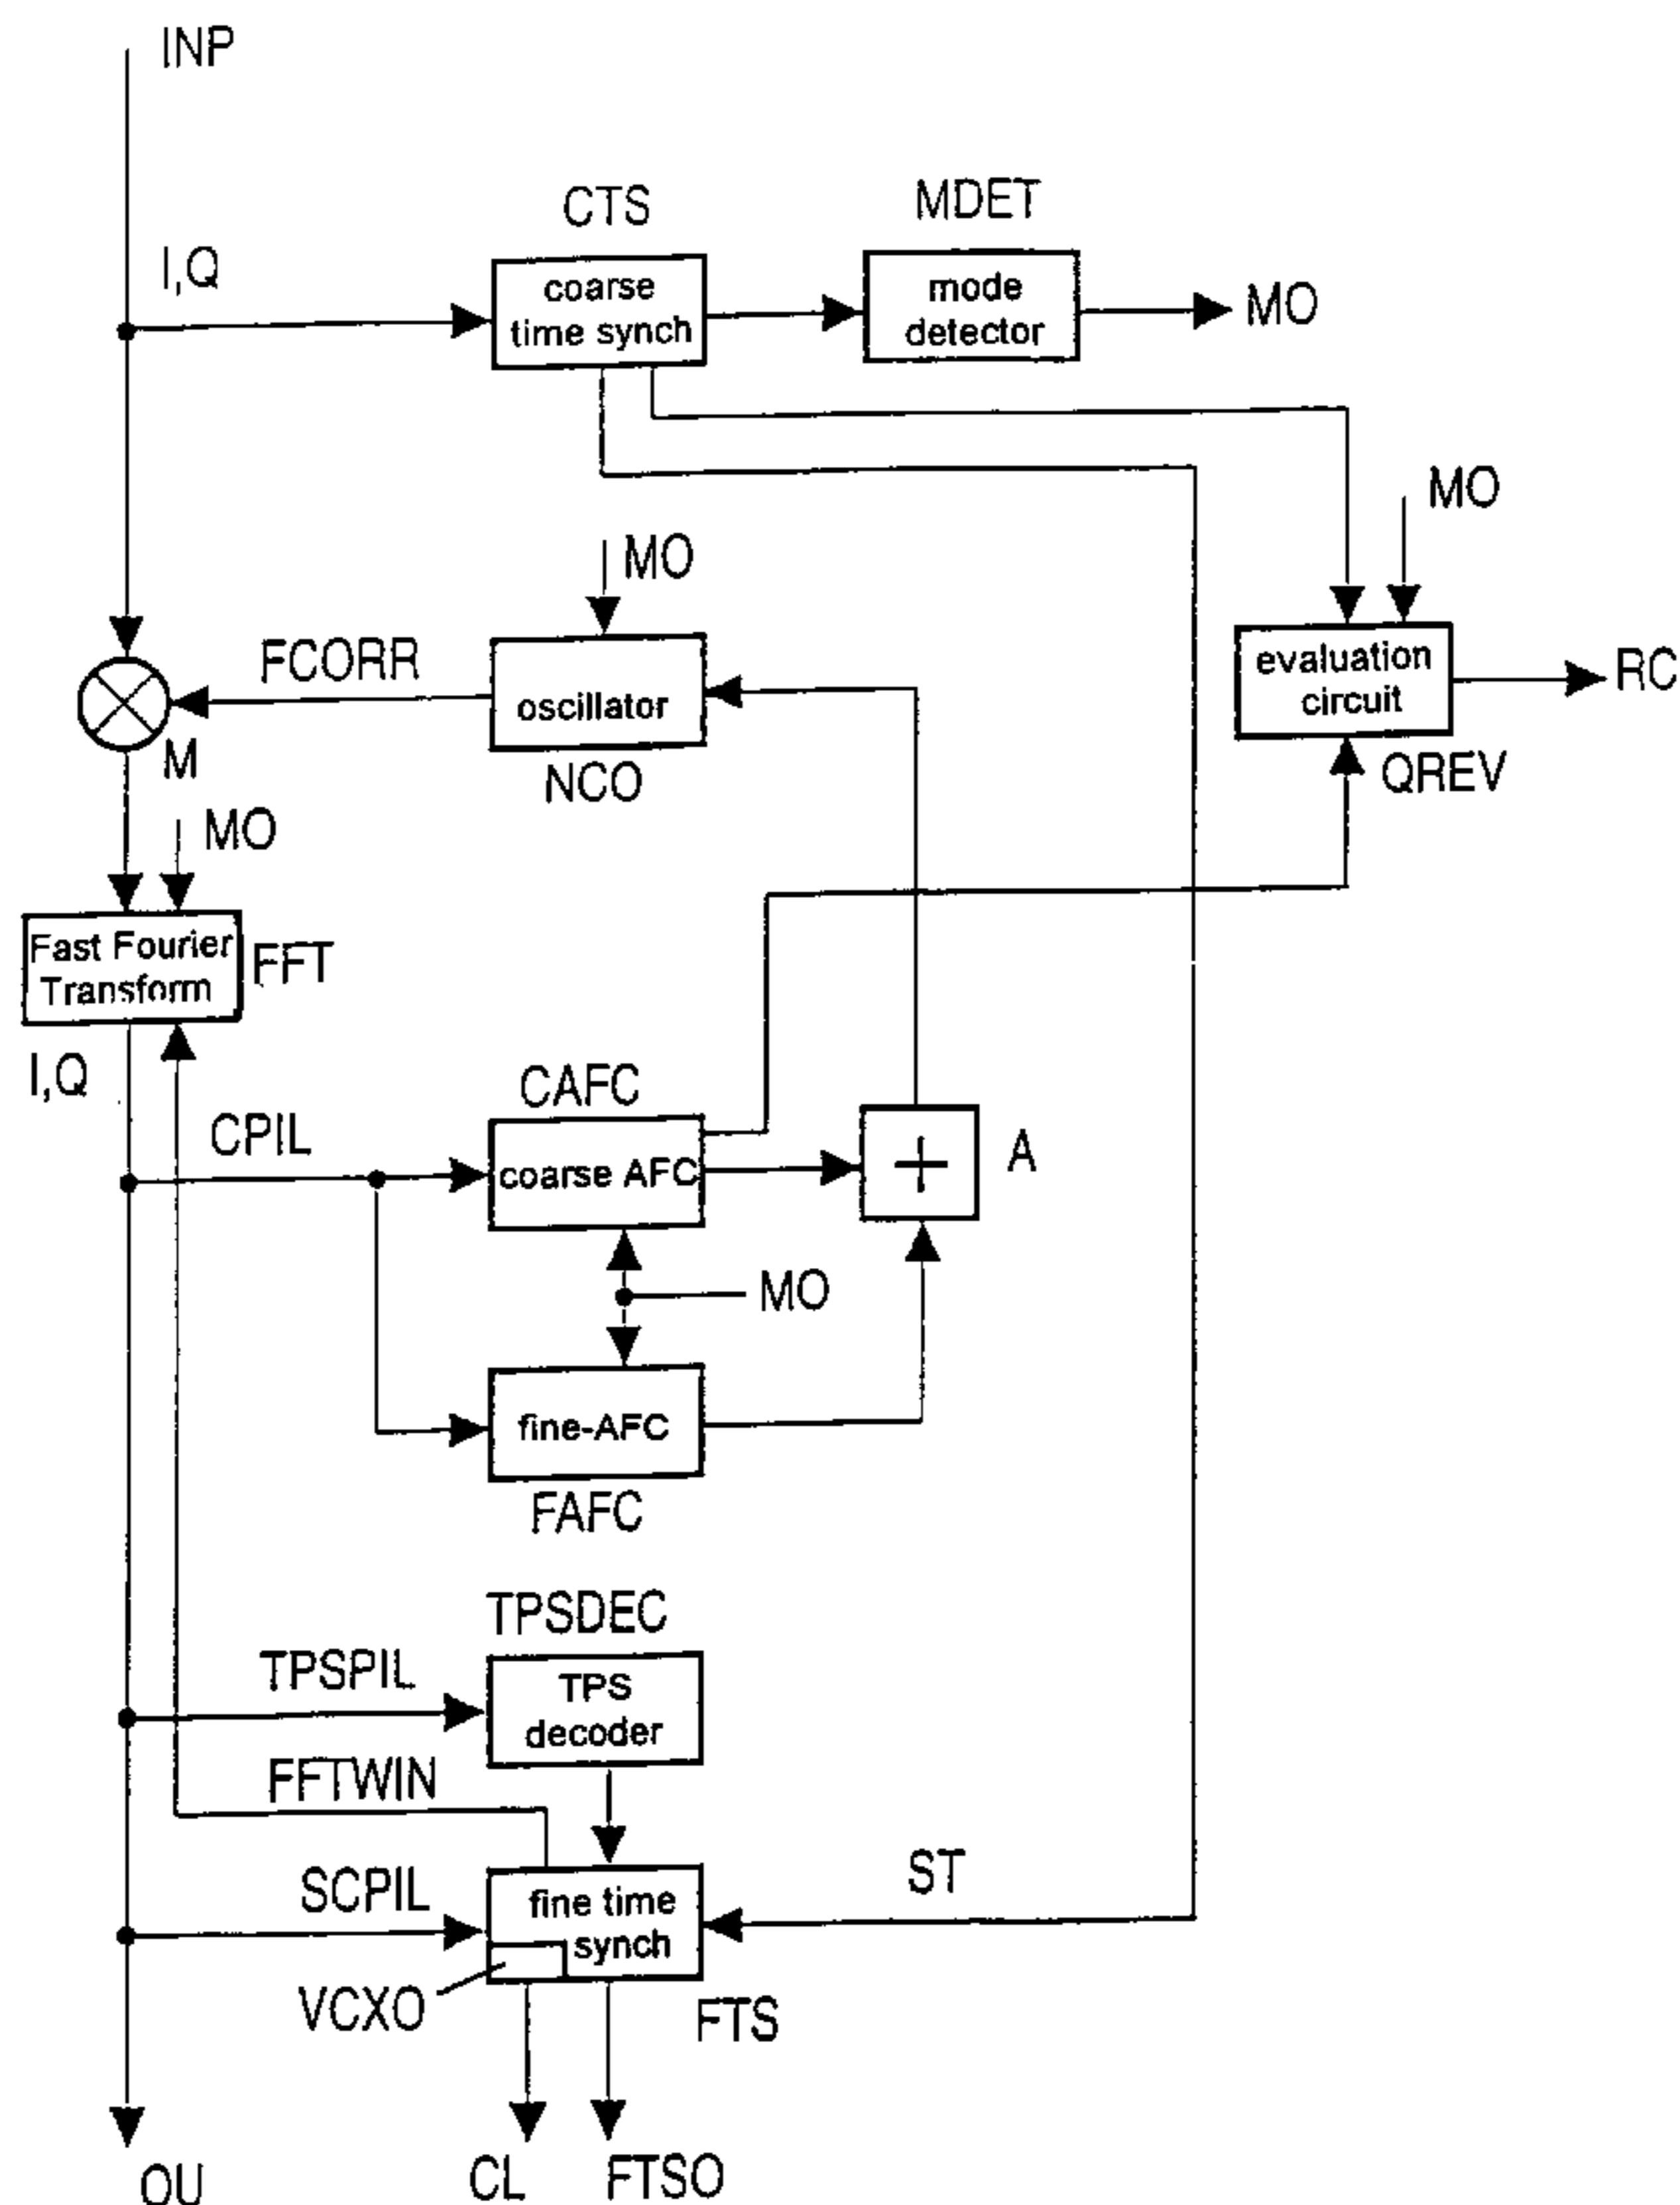 INP
CTS
MDET
I,Q
coarse
time synch
mode
detector
MO
MO
MO
FCORR
oscillator
NCO
evaluation
circuit
RC
QREV
M
MO
Fast Fourier
Transform
FFT
I,Q
CAFC
CPIL
coarse AFC
A
MO
fine-AFC
FAFC
TPSDEC
TPSPIL
TPS
decoder
FFTWIN
ST
SCPIL
fine time
synch
VCXO
FTS
CL
FTSO
OU